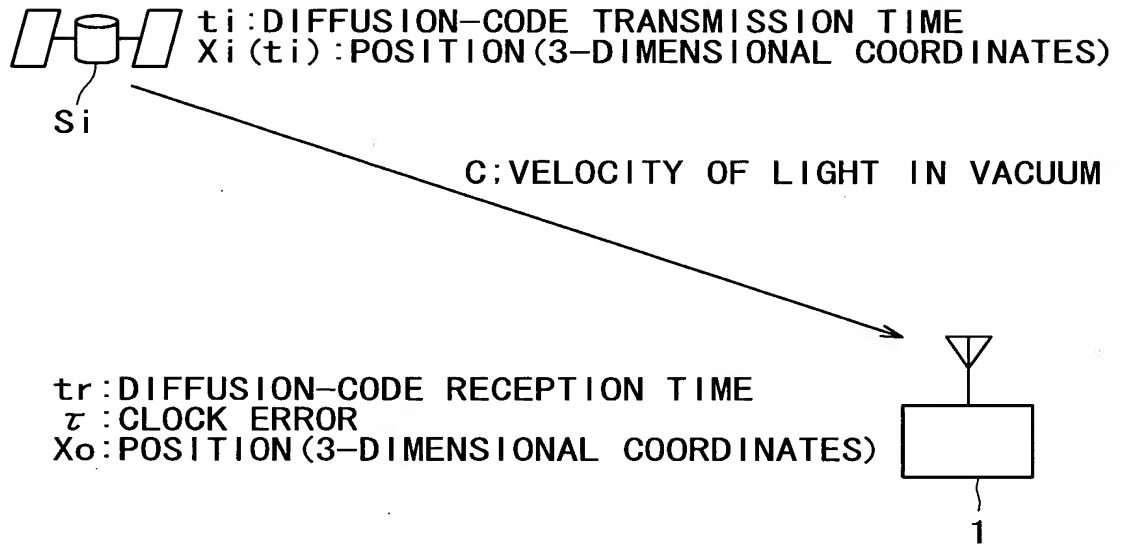 ti:DIFFUSION-CODE TRANSMISSION TIME
Xi(ti):POSITION(3-DIMENSIONAL COORDINATES)
Si
C;VELOCITY OF LIGHT IN VACUUM
tr:DIFFUSION-CODE RECEPTION TIME
τ:CLOCK ERROR
Xo:POSITION(3-DIMENSIONAL COORDINATES)
1